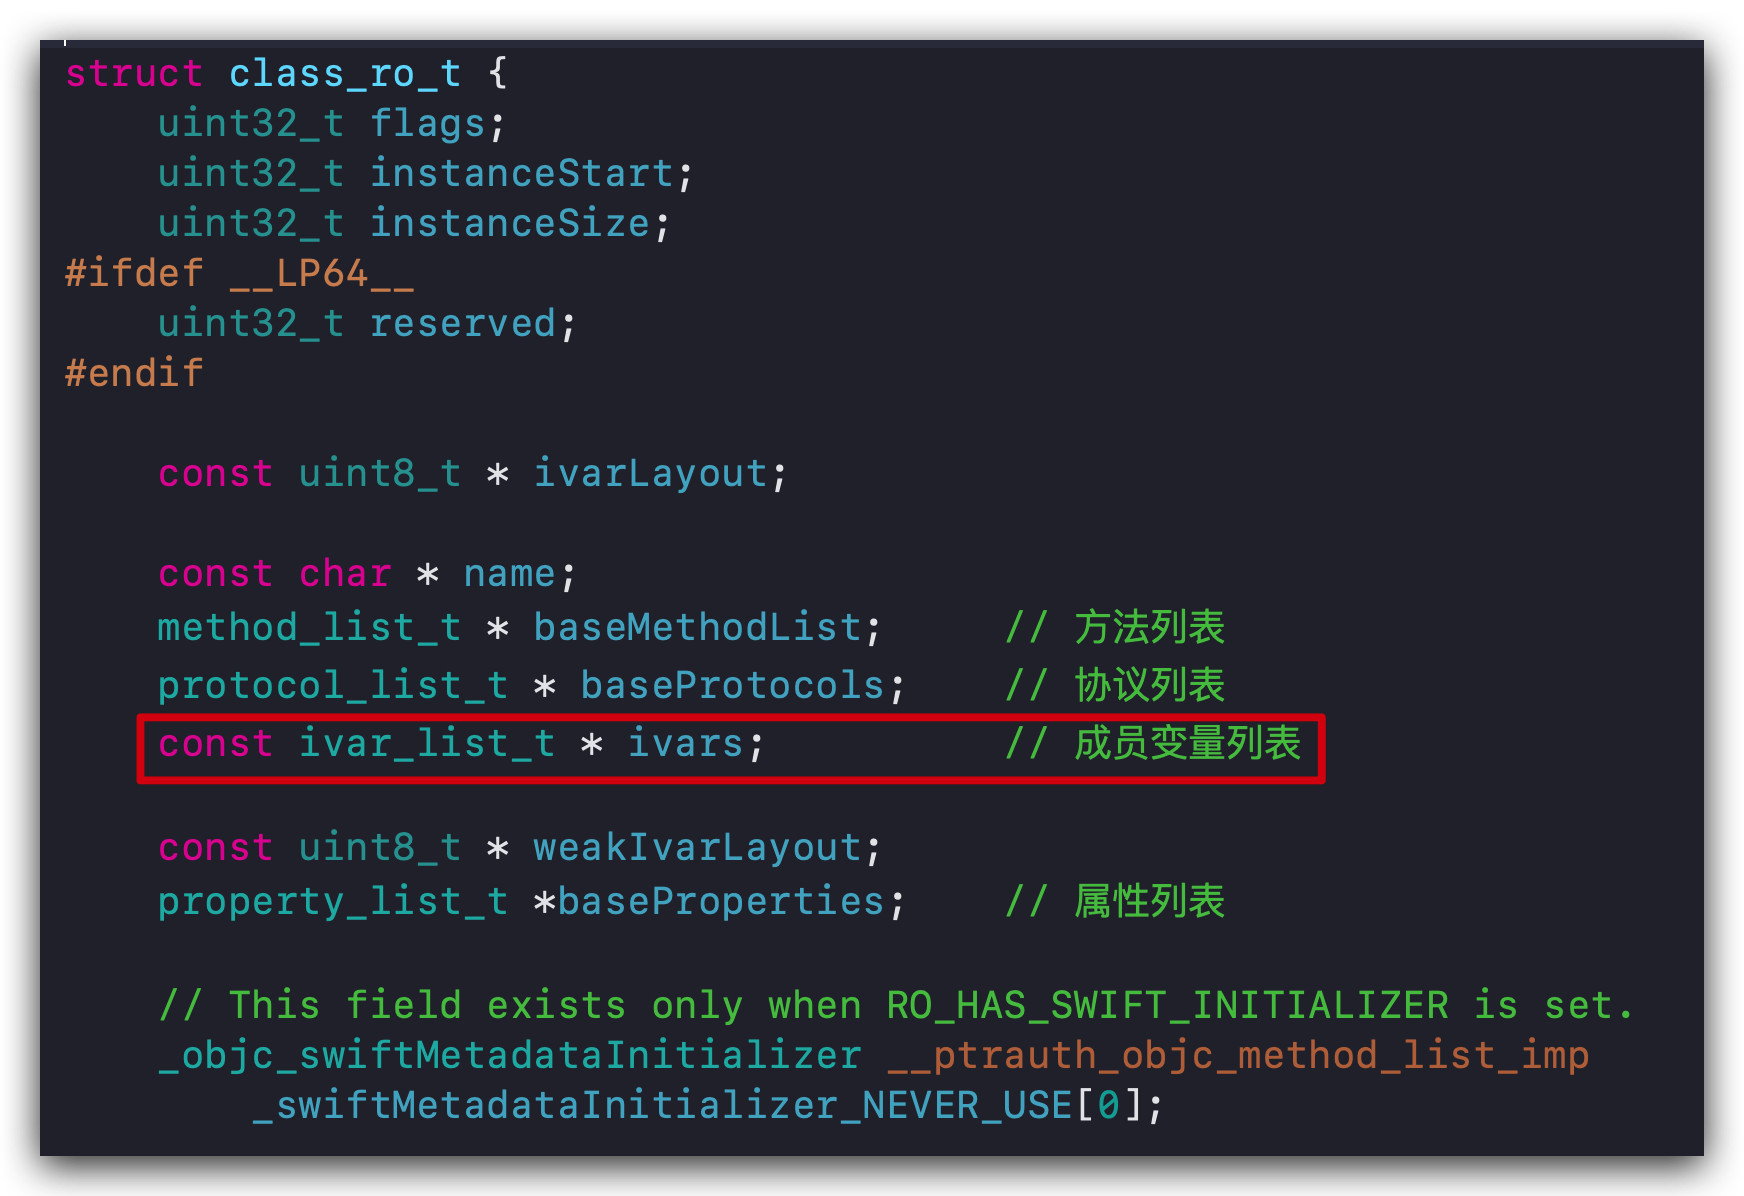 struct class_ro_t {
    uint32_t flags;
    uint32_t instanceStart;
    uint32_t instanceSize;
#ifdef __LP64__
    uint32_t reserved;
#endif
    const uint8_t * ivarLayout;
    const char * name;
    method_list_t * baseMethodList;     // 方法列表
    protocol_list_t * baseProtocols;    // 协议列表
    const ivar_list_t * ivars;          // 成员变量列表
    const uint8_t * weakIvarLayout;
    property_list_t *baseProperties;    // 属性列表
    // This field exists only when RO_HAS_SWIFT_INITIALIZER is set.
    _objc_swiftMetadataInitializer __ptrauth_objc_method_list_imp
        _swiftMetadataInitializer_NEVER_USE[0];